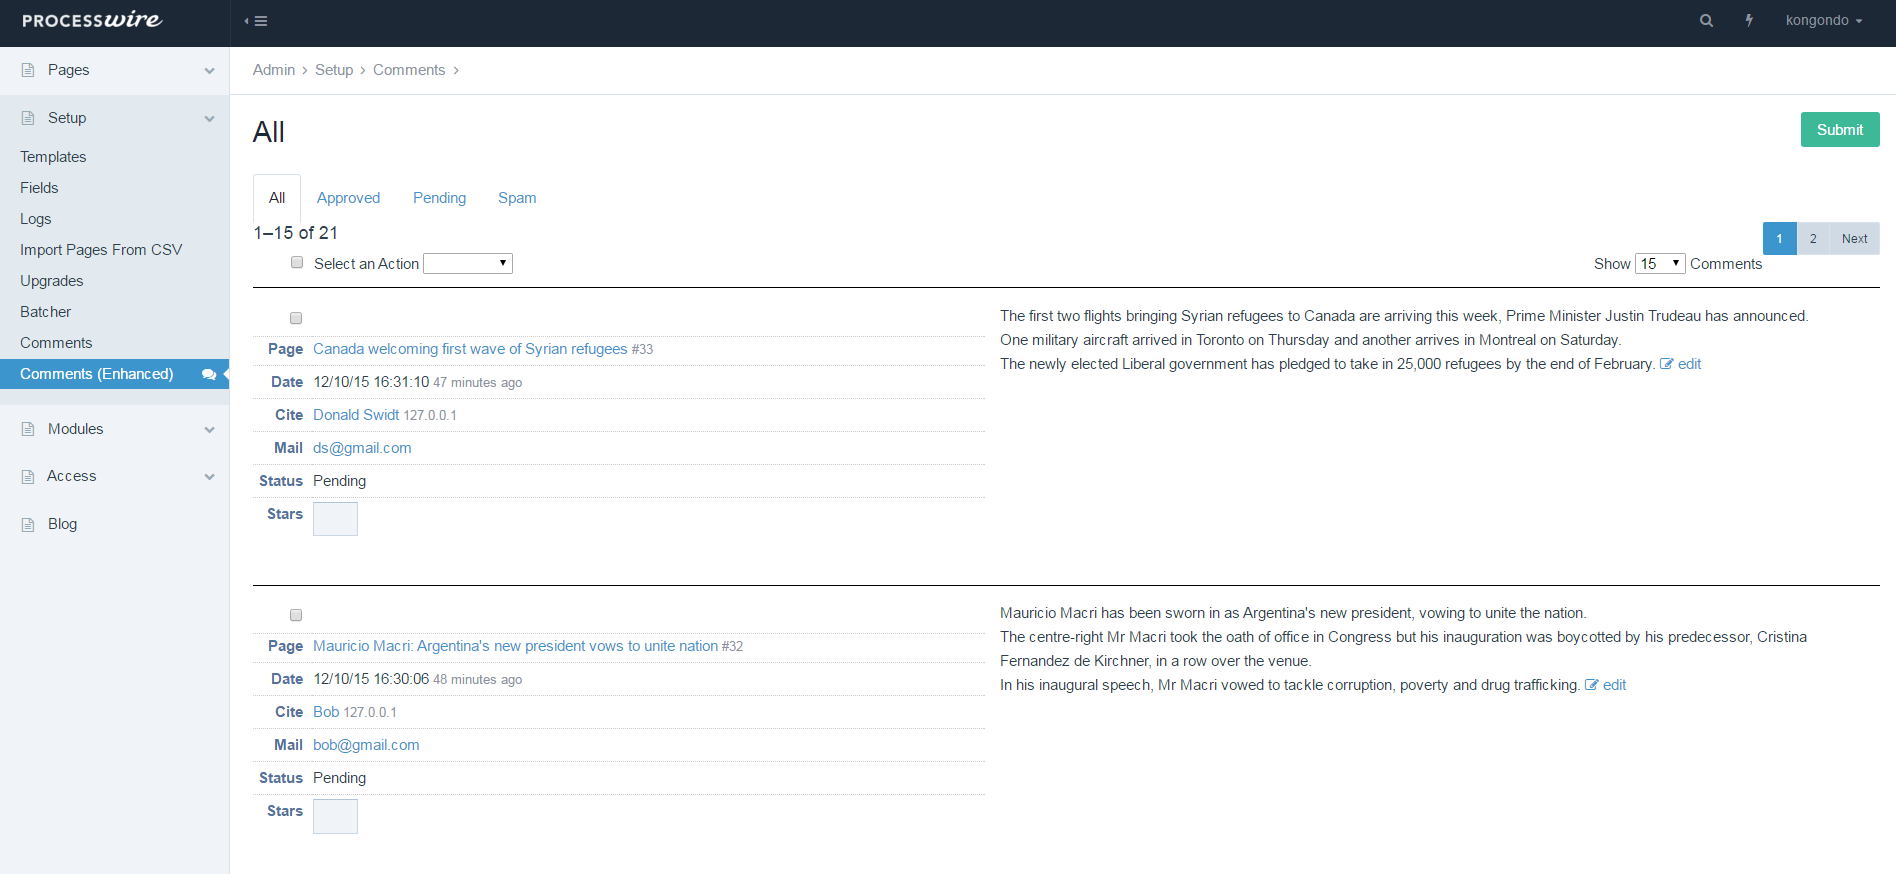 PROCESSwire
kongondo
Pages
Setup
Templates
Fields
Logs
Import Pages From CSV
Upgrades
Batcher
Comments
Comments (Enhanced)
Modules
Access
Blog
Admin > Setup > Comments >
All
Submit
All Approved Pending Spam
1–15 of 21
1 2 Next
Select an Action
Show 15 Comments
Page Canada welcoming first wave of Syrian refugees #33
Date 12/10/15 16:31:10 47 minutes ago
Cite Donald Swidt 127.0.0.1
Mail ds@gmail.com
Status Pending
Stars
The first two flights bringing Syrian refugees to Canada are arriving this week, Prime Minister Justin Trudeau has announced.
One military aircraft arrived in Toronto on Thursday and another arrives in Montreal on Saturday.
The newly elected Liberal government has pledged to take in 25,000 refugees by the end of February. edit
Page Mauricio Macri: Argentina's new president vows to unite nation #32
Date 12/10/15 16:30:06 48 minutes ago
Cite Bob 127.0.0.1
Mail bob@gmail.com
Status Pending
Stars
Mauricio Macri has been sworn in as Argentina's new president, vowing to unite the nation.
The centre-right Mr Macri took the oath of office in Congress but his inauguration was boycotted by his predecessor, Cristina
Fernandez de Kirchner, in a row over the venue.
In his inaugural speech, Mr Macri vowed to tackle corruption, poverty and drug trafficking. edit